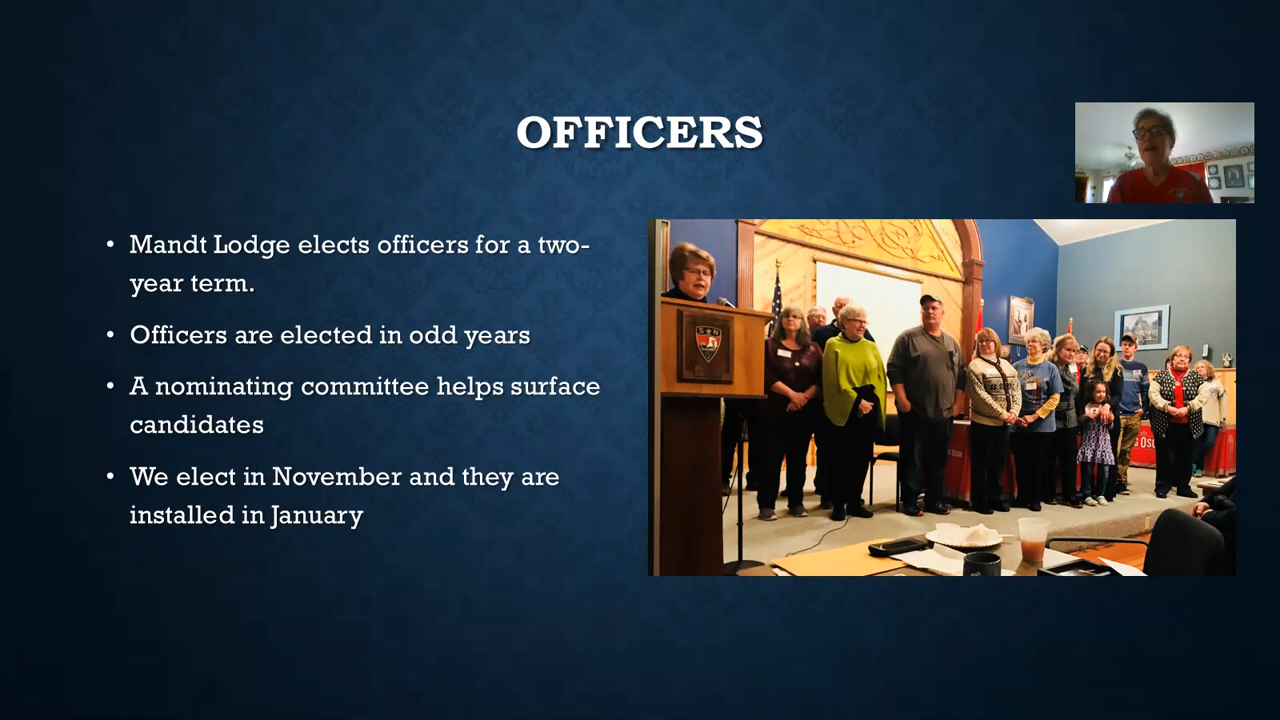 OFFICERS
• Mandt Lodge elects officers for a two-
year term.
• Officers are elected in odd years
• A nominating committee helps surface
candidates
• We elect in November and they are
installed in January
S N